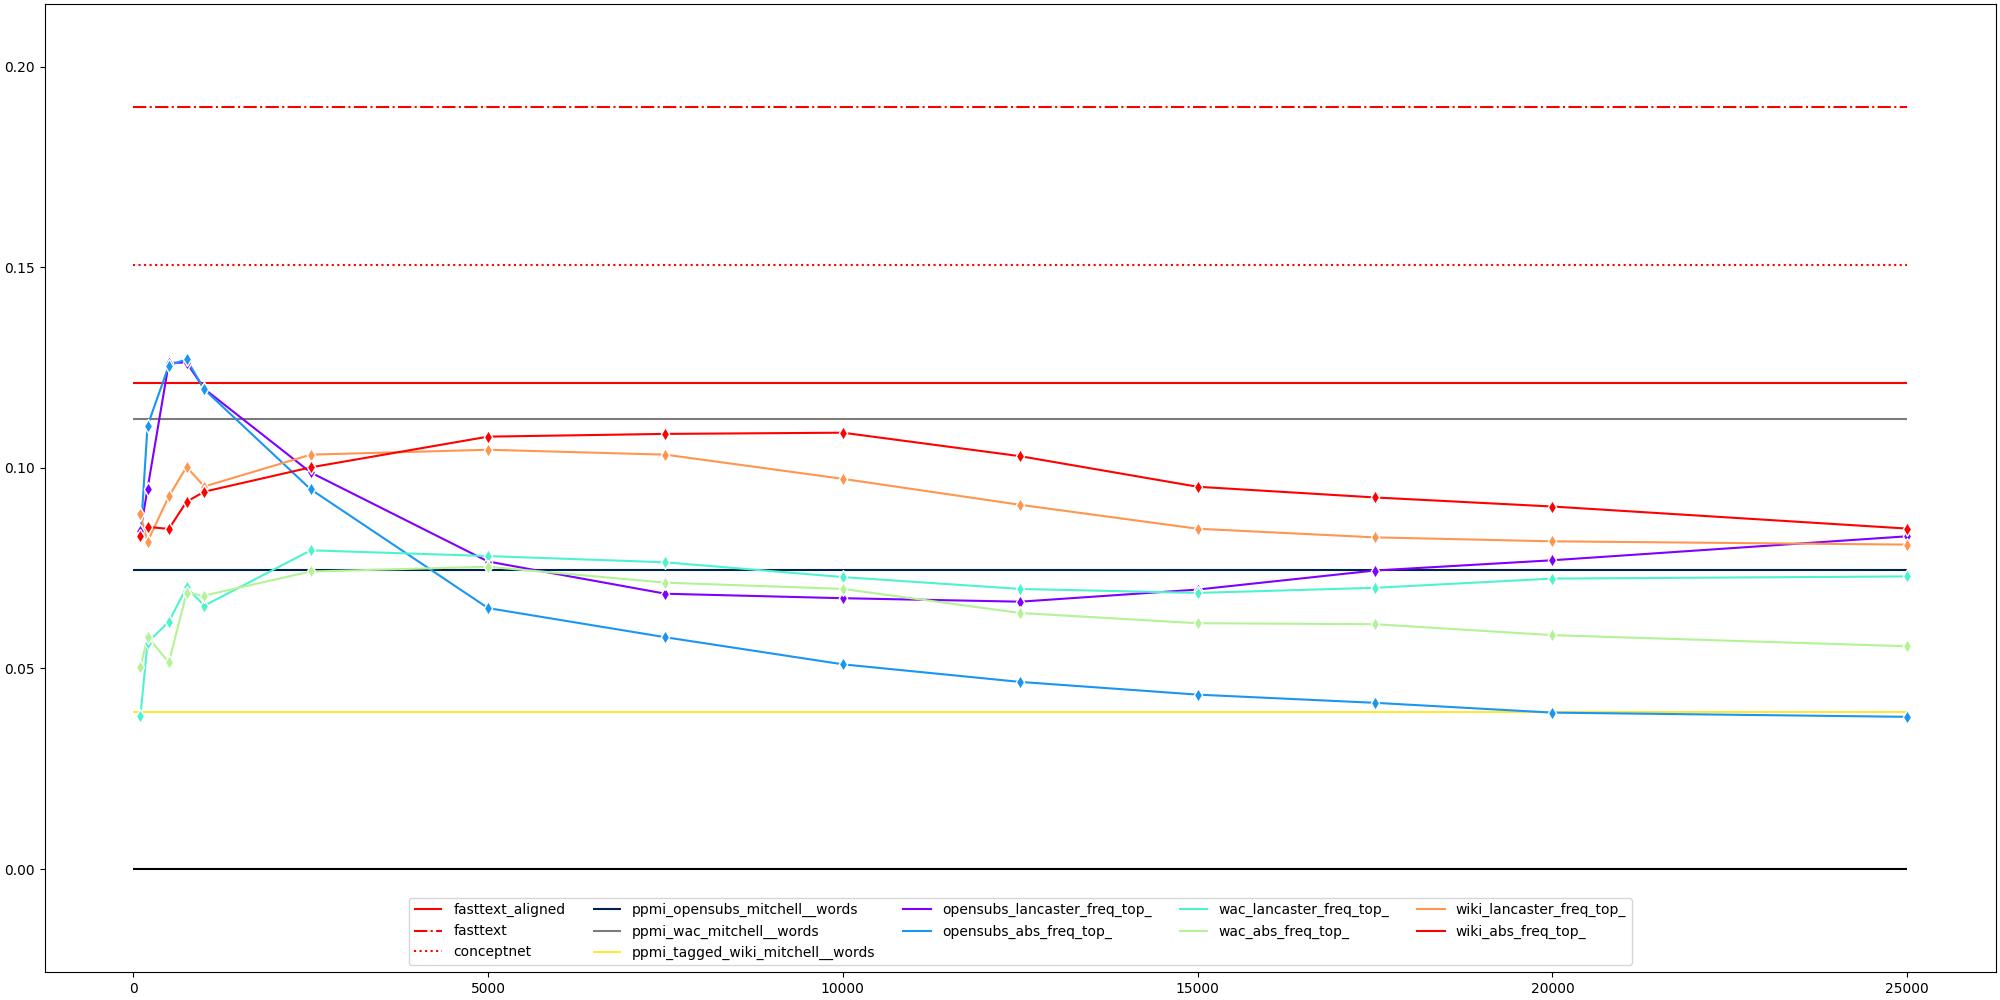 0.20
0.15
0.10
0.05
0.00
fasttext_aligned
fasttext
conceptnet
ppmi_opensubs_mitchell__words
ppmi_wac_mitchell__words
ppmi_tagged_wiki_mitchell__words
opensubs_lancaster_freq_top_
opensubs_abs_freq_top_
wac_lancaster_freq_top_
wac_abs_freq_top_
wiki_lancaster_freq_top_
wiki_abs_freq_top_
0 5000 10000 15000 20000 25000